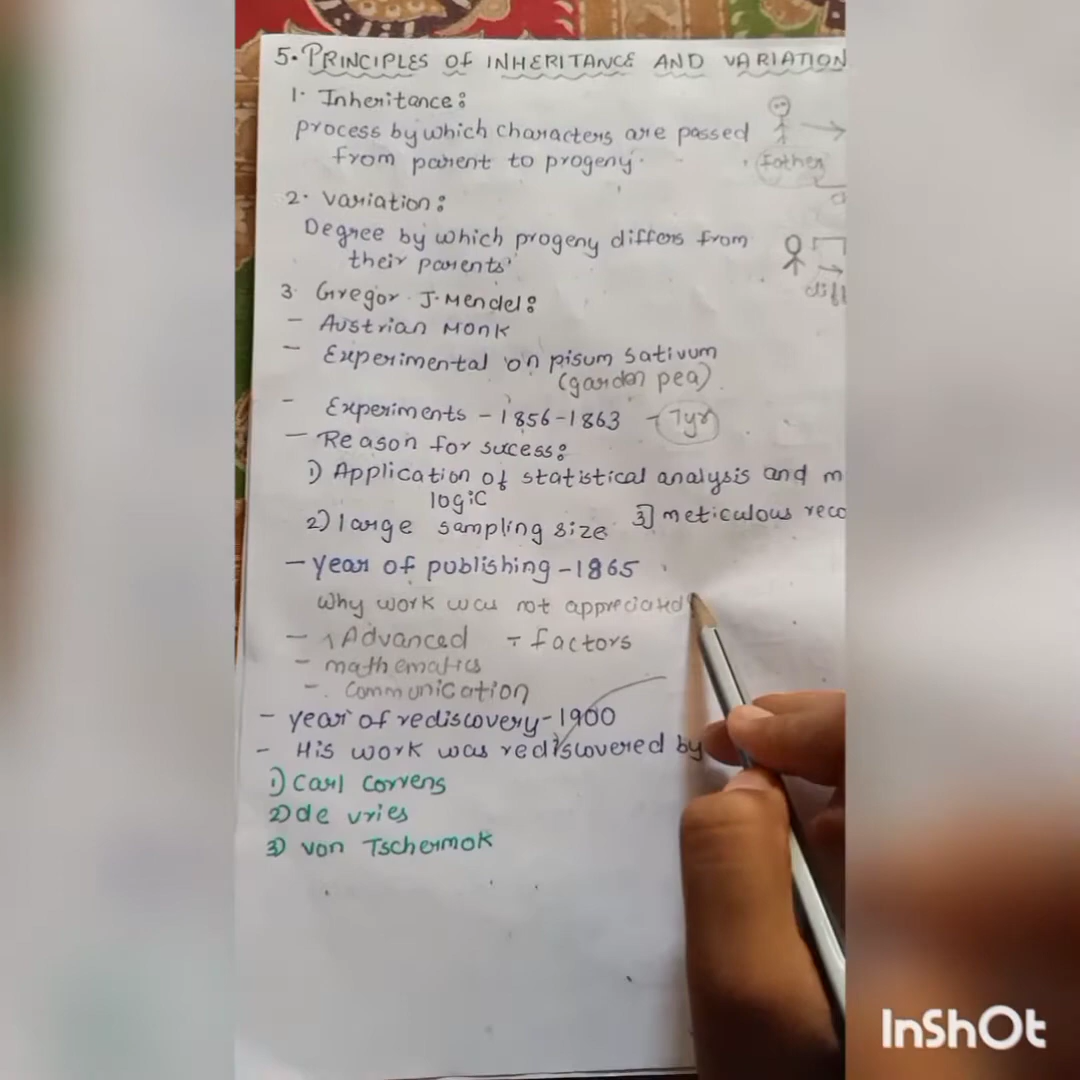 5. PRINCIPLES OF INHERITANCE AND VARIATION
1. Inheritance:
process by which characters are passed
from parent to progeny.
Father
2. Variation:
Degree by which progeny differs from
their parents
diff
3. Gregor J. Mendel:
- Austrian Monk
- Experimental on pisum sativum
(garden pea)
- Experiments - 1856-1863 - 7yr
- Reason for sucess:
1) Application of statistical analysis and m
logic
2) large sampling size 3] meticulous reco
- year of publishing - 1865
Why work was not appreciated
- Advanced - factors
- mathematics
- communication
- year of rediscovery - 1900
- His work was rediscovered by
1) Carl Correns
2) de vries
3) von Tschermok
InShOt